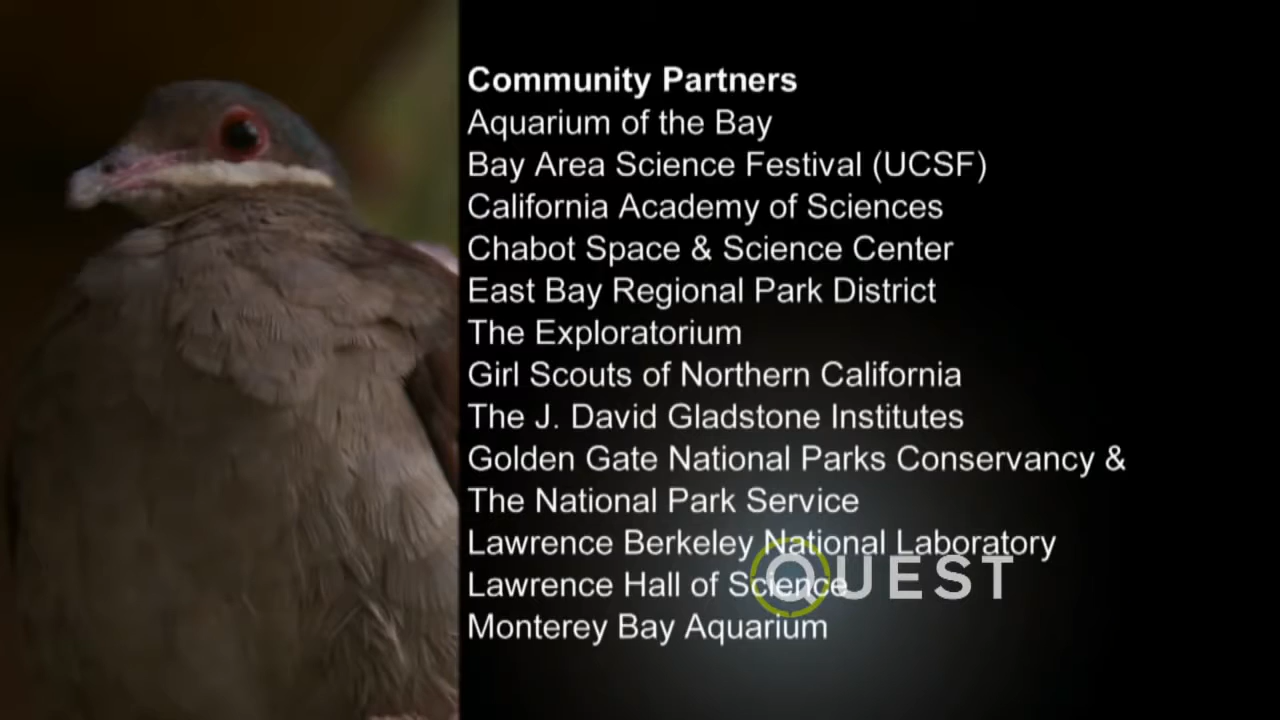 Community Partners
Aquarium of the Bay
Bay Area Science Festival (UCSF)
California Academy of Sciences
Chabot Space & Science Center
East Bay Regional Park District
The Exploratorium
Girl Scouts of Northern California
The J. David Gladstone Institutes
Golden Gate National Parks Conservancy &
The National Park Service
Lawrence Berkeley National Laboratory
QUEST
Lawrence Hall of Science
Monterey Bay Aquarium